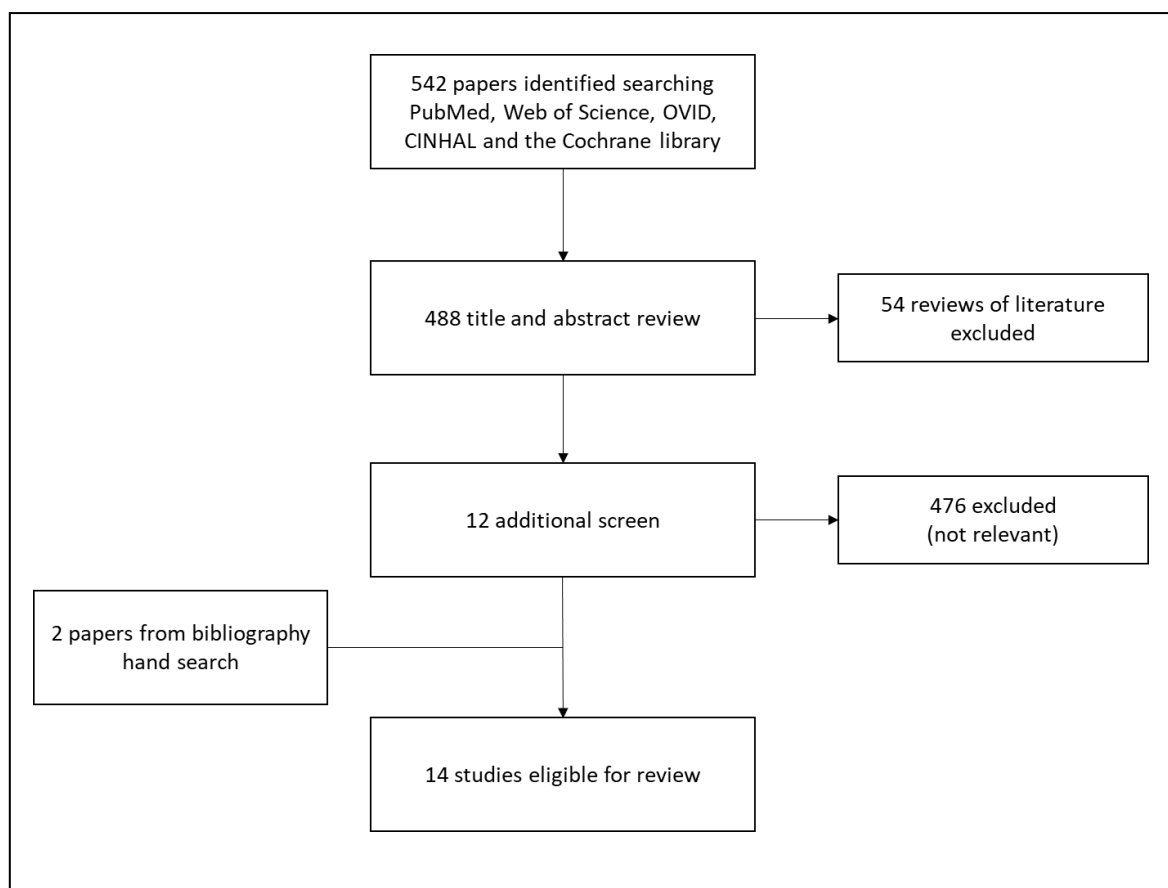 542 papers identified searching
PubMed, Web of Science, OVID,
CINHAL and the Cochrane library
488 title and abstract review
54 reviews of literature
excluded
12 additional screen
476 excluded
(not relevant)
2 papers from bibliography
hand search
14 studies eligible for review